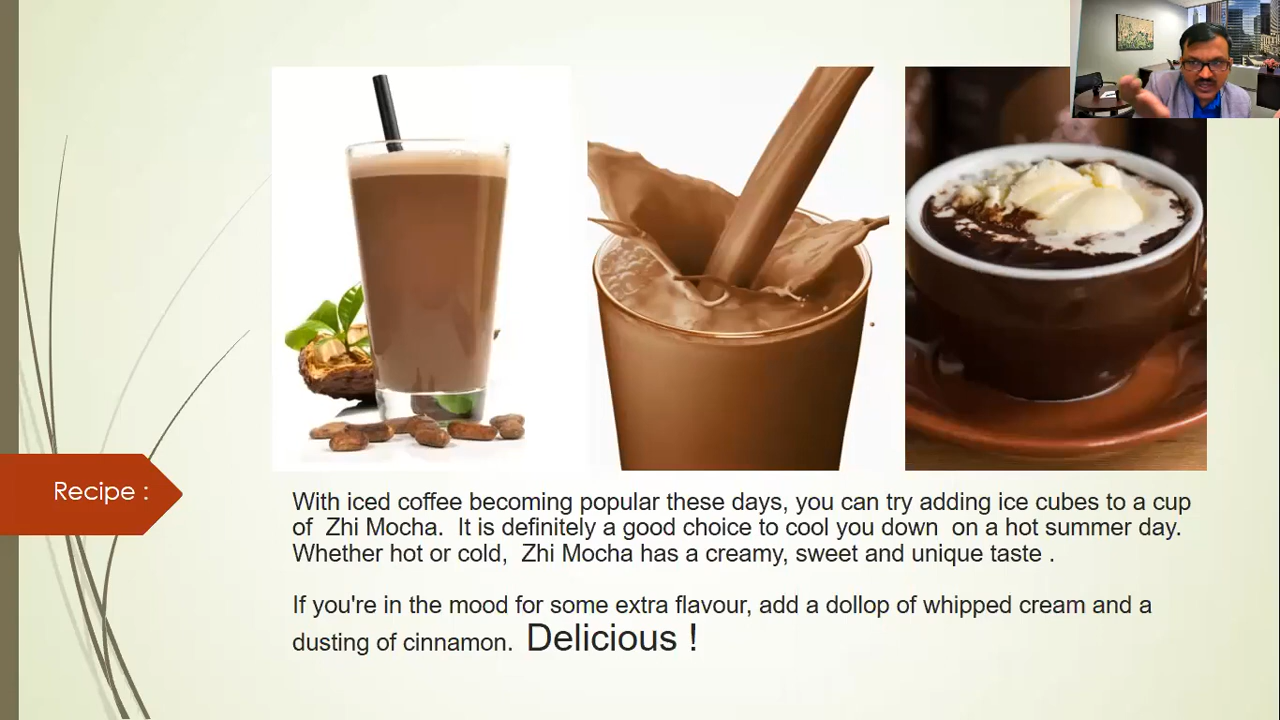 Recipe :
With iced coffee becoming popular these days, you can try adding ice cubes to a cup
of  Zhi Mocha.  It is definitely a good choice to cool you down  on a hot summer day.
Whether hot or cold,  Zhi Mocha has a creamy, sweet and unique taste .
If you're in the mood for some extra flavour, add a dollop of whipped cream and a
dusting of cinnamon.  Delicious !